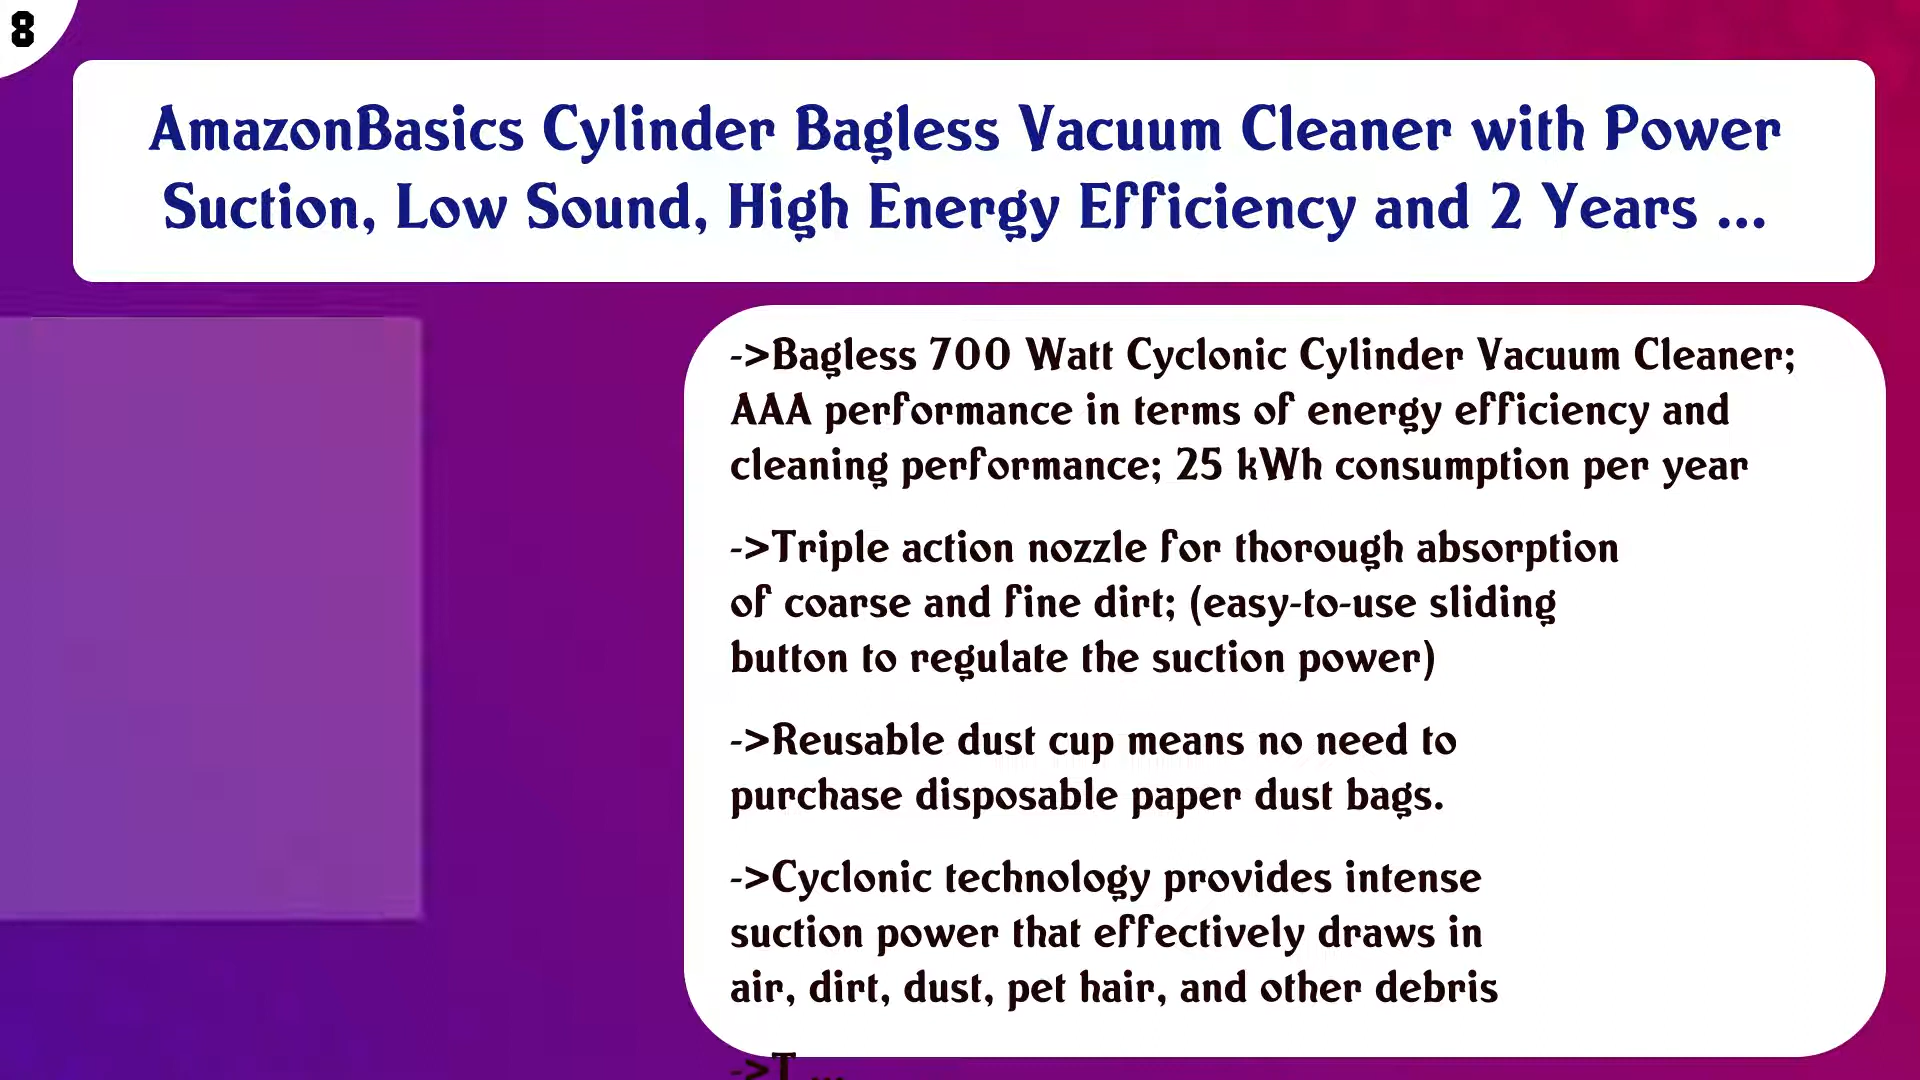 8
AmazonBasics Cylinder Bagless Vacuum Cleaner with Power
Suction, Low Sound, High Energy Efficiency and 2 Years ...
->Bagless 700 Watt Cyclonic Cylinder Vacuum Cleaner;
AAA performance in terms of energy efficiency and
cleaning performance; 25 kWh consumption per year
->Triple action nozzle for thorough absorption
of coarse and fine dirt; (easy-to-use sliding
button to regulate the suction power)
->Reusable dust cup means no need to
purchase disposable paper dust bags.
->Cyclonic technology provides intense
suction power that effectively draws in
air, dirt, dust, pet hair, and other debris
->T ...